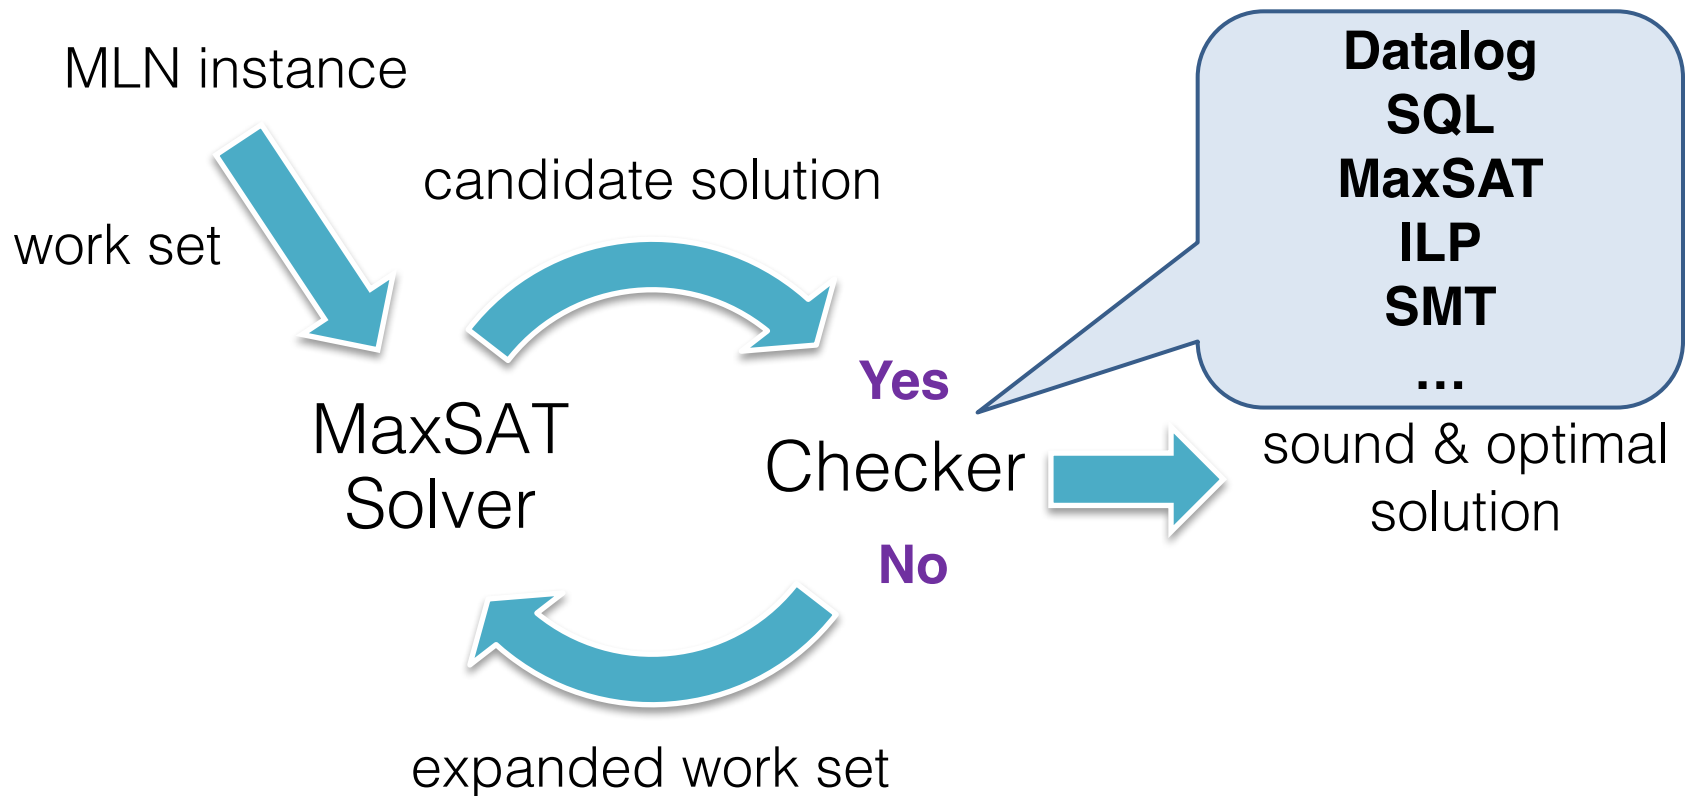 MLN instance
work set
candidate solution
MaxSAT
Solver
Yes
Checker
No
expanded work set
Datalog
SQL
MaxSAT
ILP
SMT
...
sound & optimal
solution